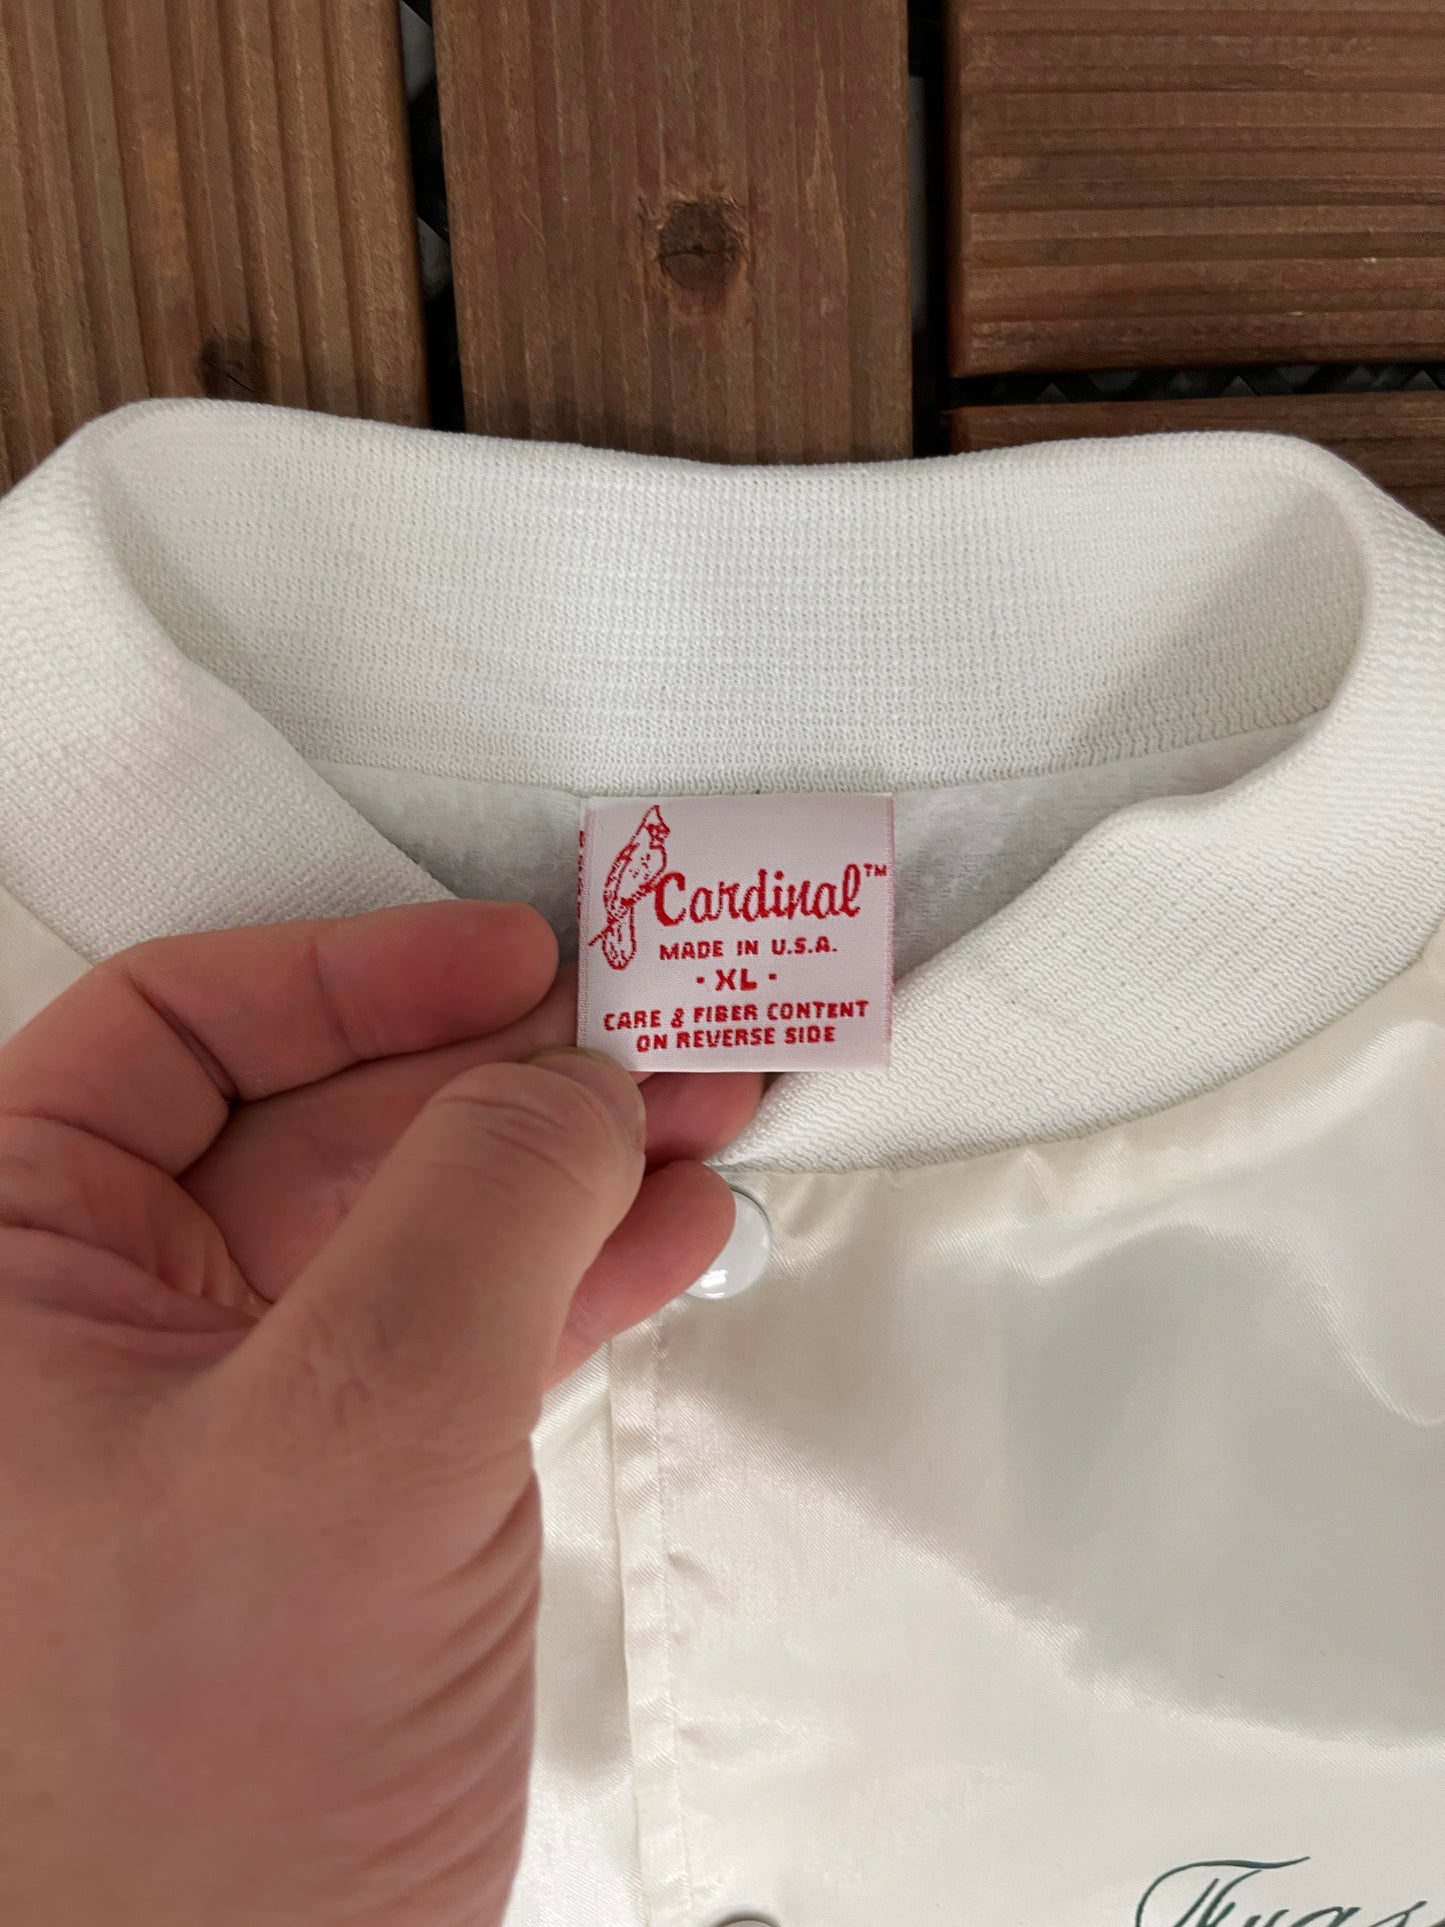 Cardinal™
MADE IN U.S.A.
· XL ·
CARE & FIBER CONTENT
ON REVERSE SIDE